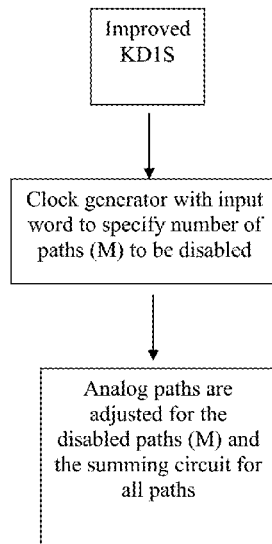 Improved
KD1S
Clock generator with input
word to specify number of
paths (M) to be disabled
Analog paths are
adjusted for the
disabled paths (M) and
the summing circuit for
all paths